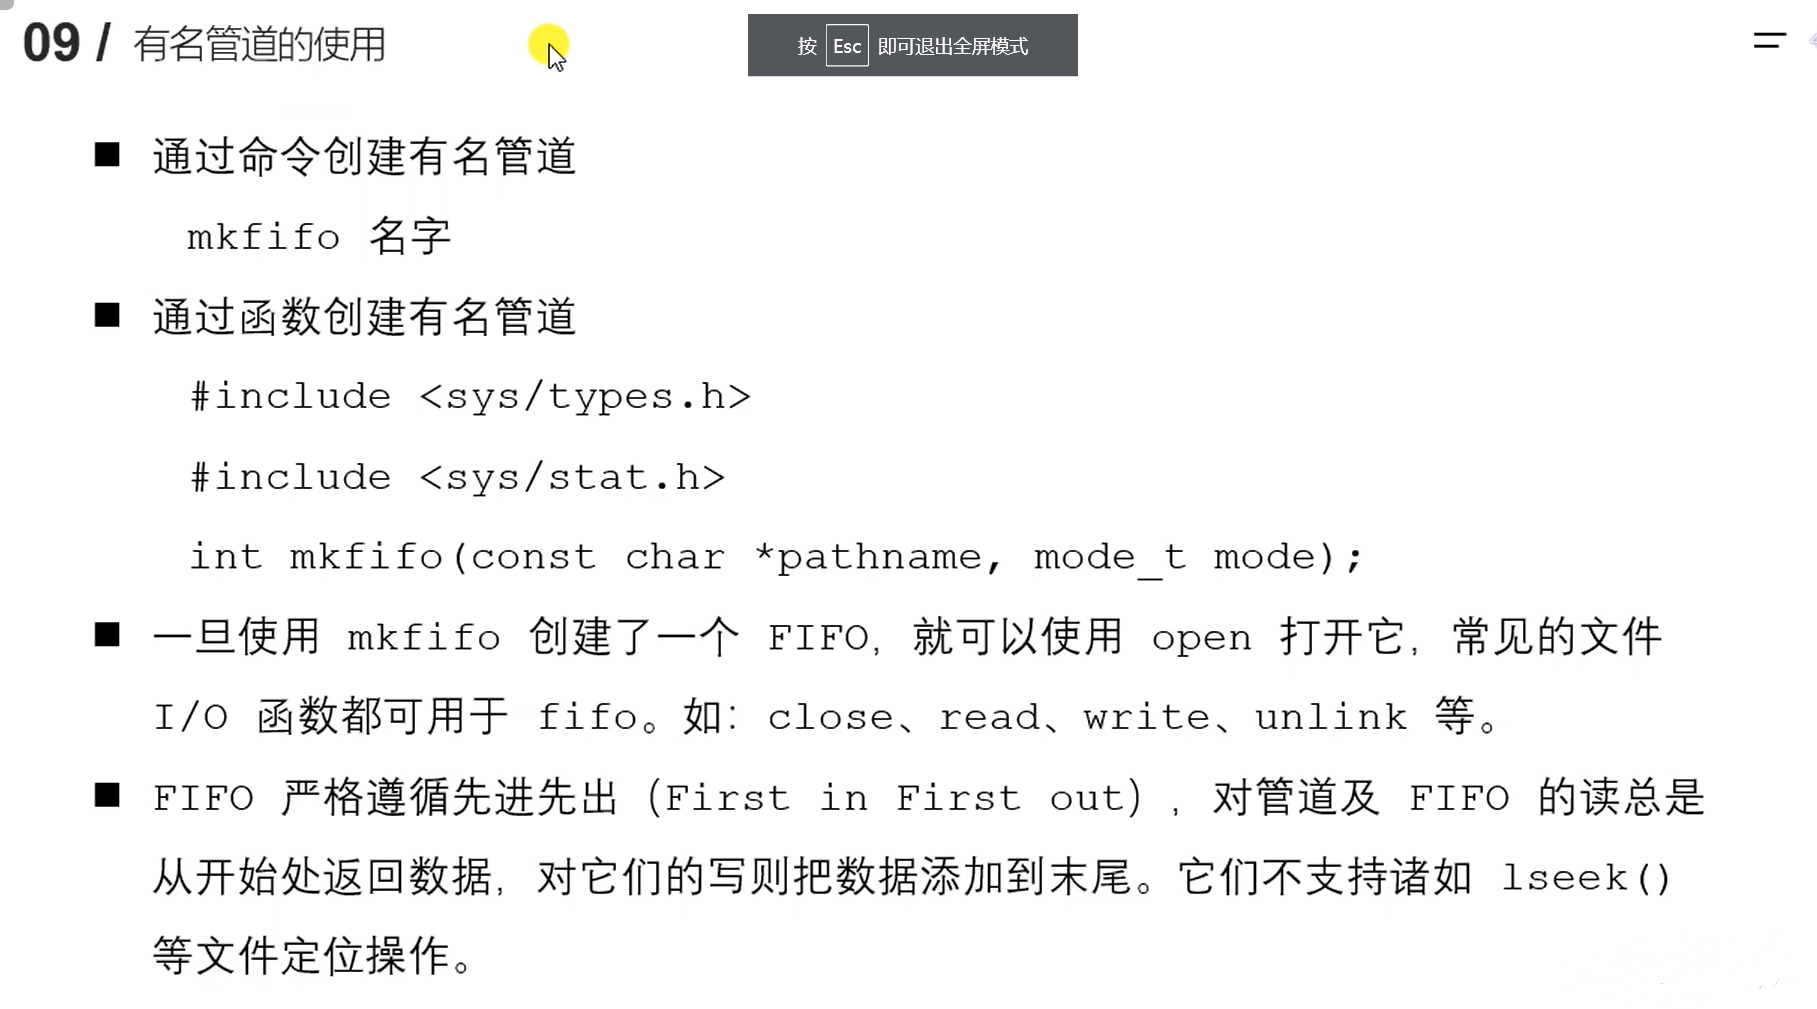 09 / 有名管道的使用
按 Esc 即可退出全屏模式
■ 通过命令创建有名管道
mkfifo 名字
■ 通过函数创建有名管道
#include <sys/types.h>
#include <sys/stat.h>
int mkfifo(const char *pathname, mode_t mode);
■ 一旦使用 mkfifo 创建了一个 FIFO，就可以使用 open 打开它，常见的文件
I/O 函数都可用于 fifo。如：close、read、write、unlink 等。
■ FIFO 严格遵循先进先出（First in First out），对管道及 FIFO 的读总是
从开始处返回数据，对它们的写则把数据添加到末尾。它们不支持诸如 lseek()
等文件定位操作。